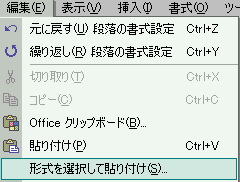 編集(E) 表示(V) 挿入(I) 書式(O) ツー
元に戻す(U) 段落の書式設定 Ctrl+Z
繰り返し(R) 段落の書式設定 Ctrl+Y
切り取り(T) Ctrl+X
コピー(C) Ctrl+C
Office クリップボード(B)...
貼り付け(P) Ctrl+V
形式を選択して貼り付け(S)...